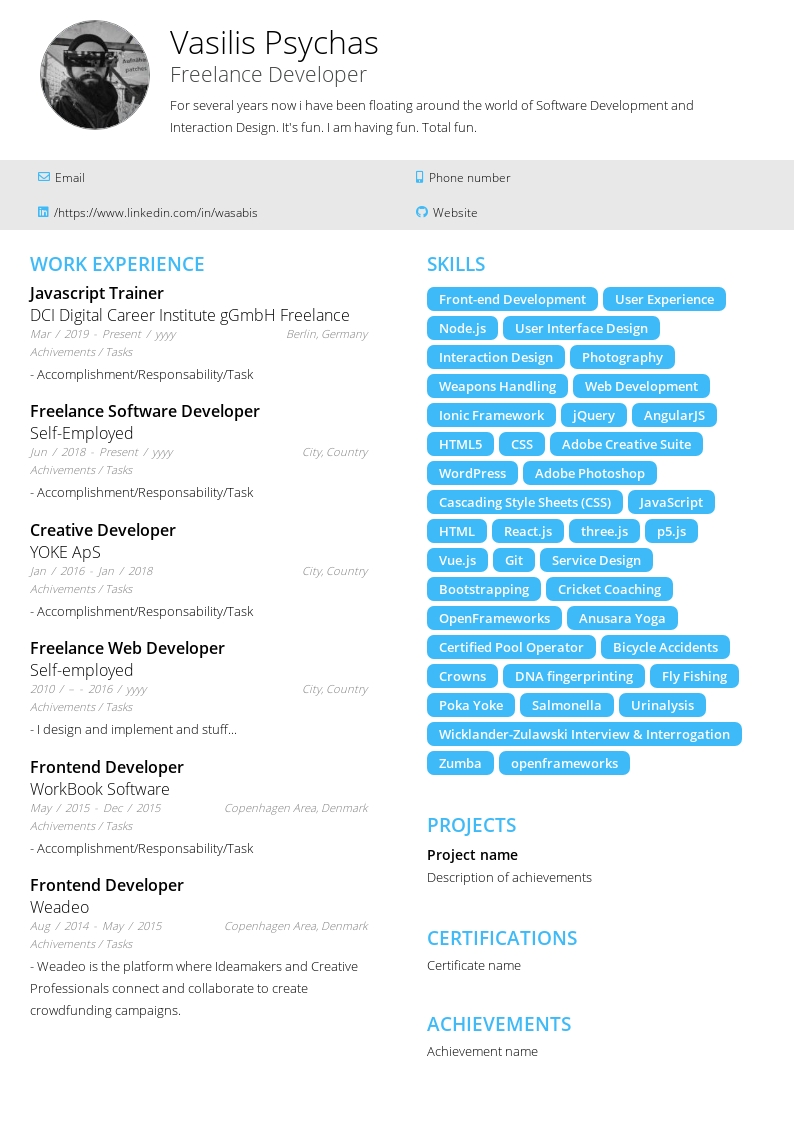 Vasilis Psychas
Freelance Developer
For several years now i have been floating around the world of Software Development and
Interaction Design. It's fun. I am having fun. Total fun.
Email
Phone number
/https://www.linkedin.com/in/wasabis
Website
WORK EXPERIENCE
Javascript Trainer
DCI Digital Career Institute gGmbH Freelance
Mar / 2019 - Present / yyyy Berlin, Germany
Achivements / Tasks
- Accomplishment/Responsability/Task
Freelance Software Developer
Self-Employed
Jun / 2018 - Present / yyyy City, Country
Achivements / Tasks
- Accomplishment/Responsability/Task
Creative Developer
YOKE ApS
Jan / 2016 - Jan / 2018 City, Country
Achivements / Tasks
- Accomplishment/Responsability/Task
Freelance Web Developer
Self-employed
2010 / – - 2016 / yyyy City, Country
Achivements / Tasks
- I design and implement and stuff...
Frontend Developer
WorkBook Software
May / 2015 - Dec / 2015 Copenhagen Area, Denmark
Achivements / Tasks
- Accomplishment/Responsability/Task
Frontend Developer
Weadeo
Aug / 2014 - May / 2015 Copenhagen Area, Denmark
Achivements / Tasks
- Weadeo is the platform where Ideamakers and Creative
Professionals connect and collaborate to create
crowdfunding campaigns.
SKILLS
Front-end Development User Experience
Node.js User Interface Design
Interaction Design Photography
Weapons Handling Web Development
Ionic Framework jQuery AngularJS
HTML5 CSS Adobe Creative Suite
WordPress Adobe Photoshop
Cascading Style Sheets (CSS) JavaScript
HTML React.js three.js p5.js
Vue.js Git Service Design
Bootstrapping Cricket Coaching
OpenFrameworks Anusara Yoga
Certified Pool Operator Bicycle Accidents
Crowns DNA fingerprinting Fly Fishing
Poka Yoke Salmonella Urinalysis
Wicklander-Zulawski Interview & Interrogation
Zumba openframeworks
PROJECTS
Project name
Description of achievements
CERTIFICATIONS
Certificate name
ACHIEVEMENTS
Achievement name